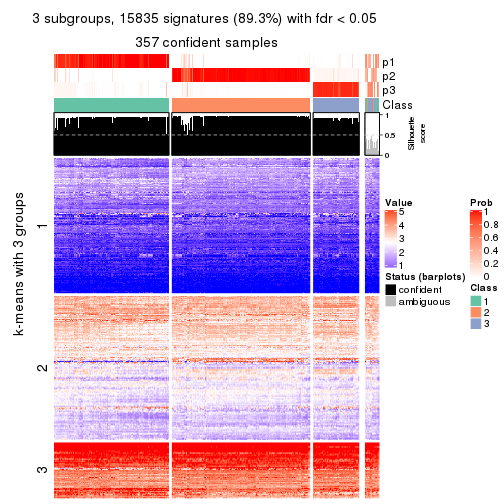 3 subgroups, 15835 signatures (89.3%) with fdr < 0.05
357 confident samples
p1
p2
p3
Class
1
0.5
0
Silhouette
score
k-means with 3 groups
1
2
3
Value
5
4
3
2
1
Status (barplots)
confident
ambiguous
Prob
1
0.8
0.6
0.4
0.2
0
Class
1
2
3